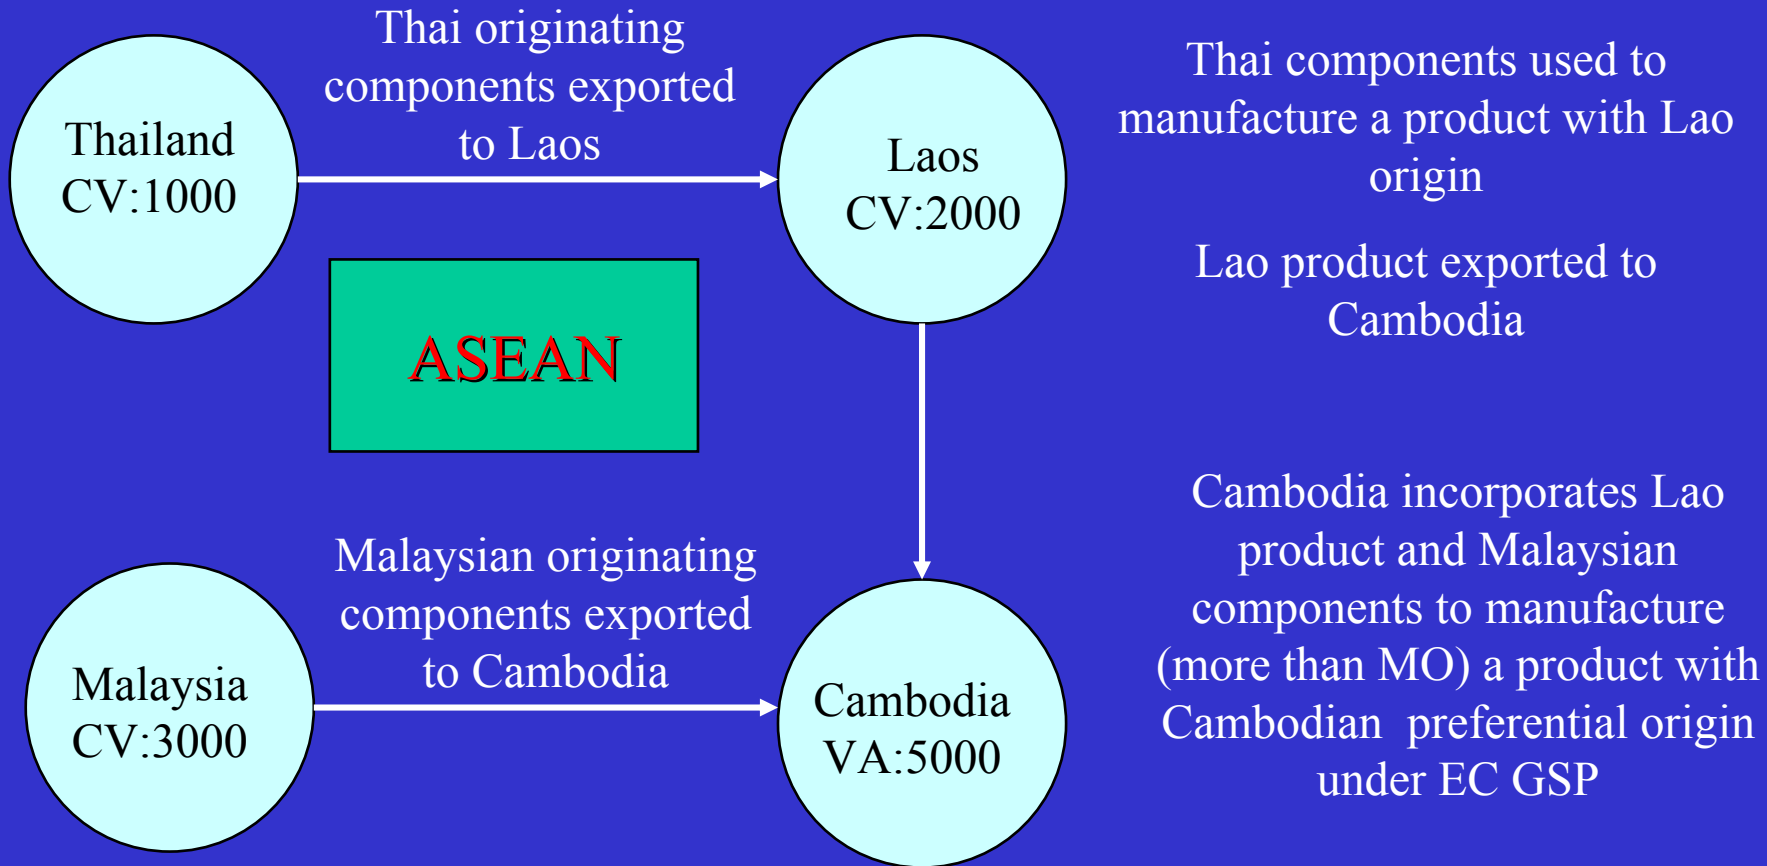 Thai originating
components exported
to Laos
Thailand
CV:1000
Laos
CV:2000
Thai components used to
manufacture a product with Lao
origin
Lao product exported to
Cambodia
ASEAN
Malaysian originating
components exported
to Cambodia
Malaysia
CV:3000
Cambodia
VA:5000
Cambodia incorporates Lao
product and Malaysian
components to manufacture
(more than MO) a product with
Cambodian preferential origin
under EC GSP